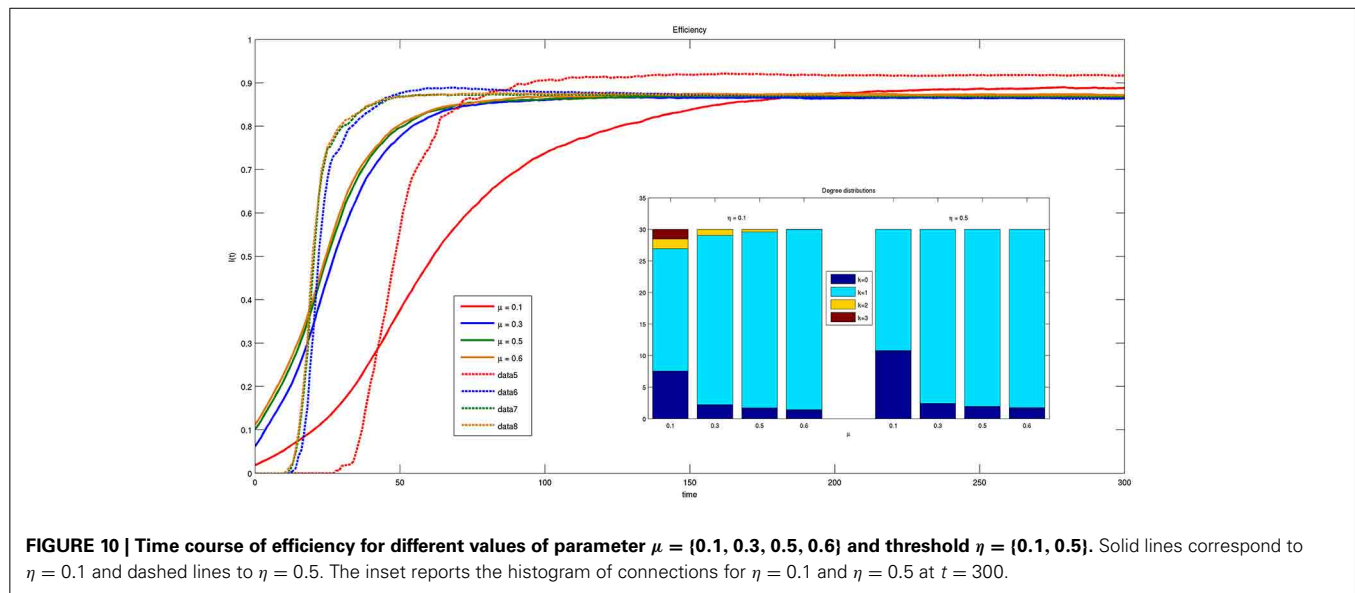 Efficiency
1
0.9
0.8
0.7
0.6
0.5
0.4
0.3
0.2
0.1
0
I(t)
0
50
100
150
200
250
300
time
μ = 0.1
μ = 0.3
μ = 0.5
μ = 0.6
data5
data6
data7
data8
Degree distributions
η = 0.1
η = 0.5
35
30
25
20
15
10
5
0
k=0
k=1
k=2
k=3
0.1
0.3
0.5
0.6
0.1
0.3
0.5
0.6
μ
FIGURE 10 | Time course of efficiency for different values of parameter μ = {0.1, 0.3, 0.5, 0.6} and threshold η = {0.1, 0.5}. Solid lines correspond to
η = 0.1 and dashed lines to η = 0.5. The inset reports the histogram of connections for η = 0.1 and η = 0.5 at t = 300.